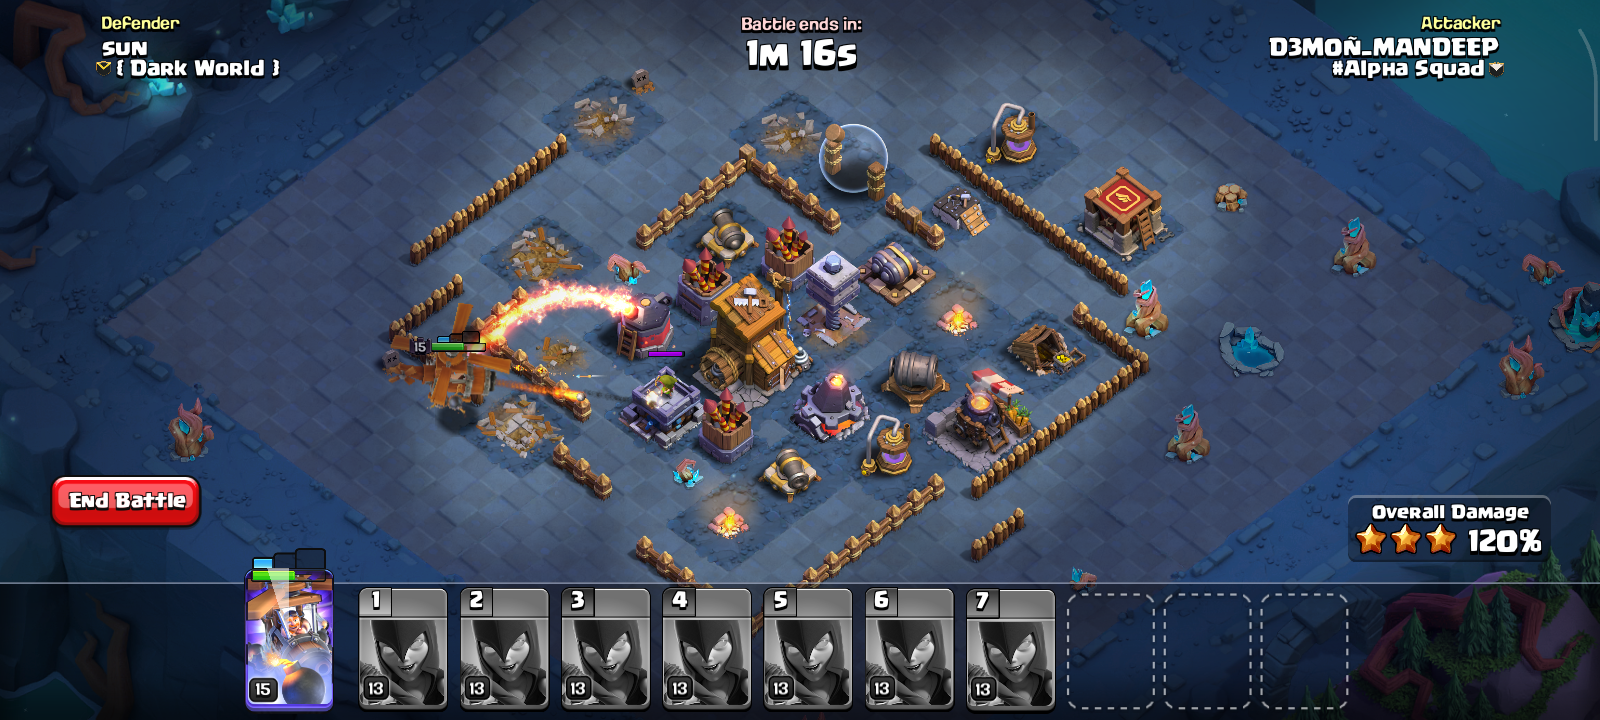 Defender
SUN
{ Dark World }
Battle ends in:
1m 16s
Attacker
D3MOÑ_MANDEEP
#Alpha Squad
15
End Battle
Overall Damage
120%
15
1
13
2
13
3
13
4
13
5
13
6
13
7
13